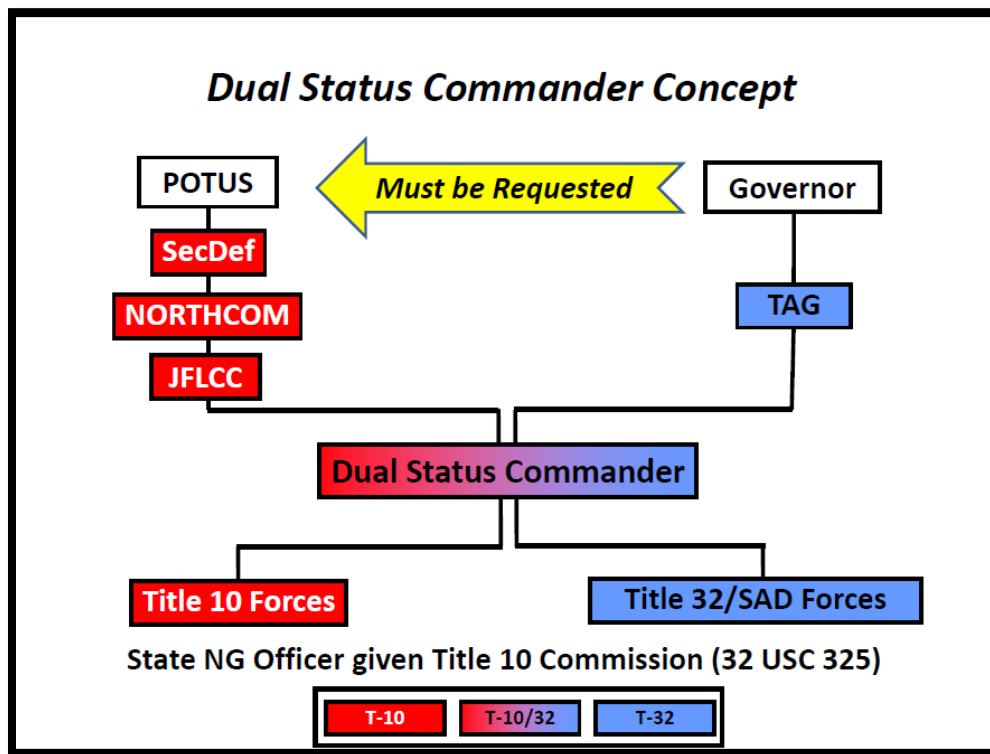 Dual Status Commander Concept
POTUS
Must be Requested
Governor
SecDef
NORTHCOM
TAG
JFLCC
Dual Status Commander
Title 10 Forces
Title 32/SAD Forces
State NG Officer given Title 10 Commission (32 USC 325)
T-10
T-10/32
T-32